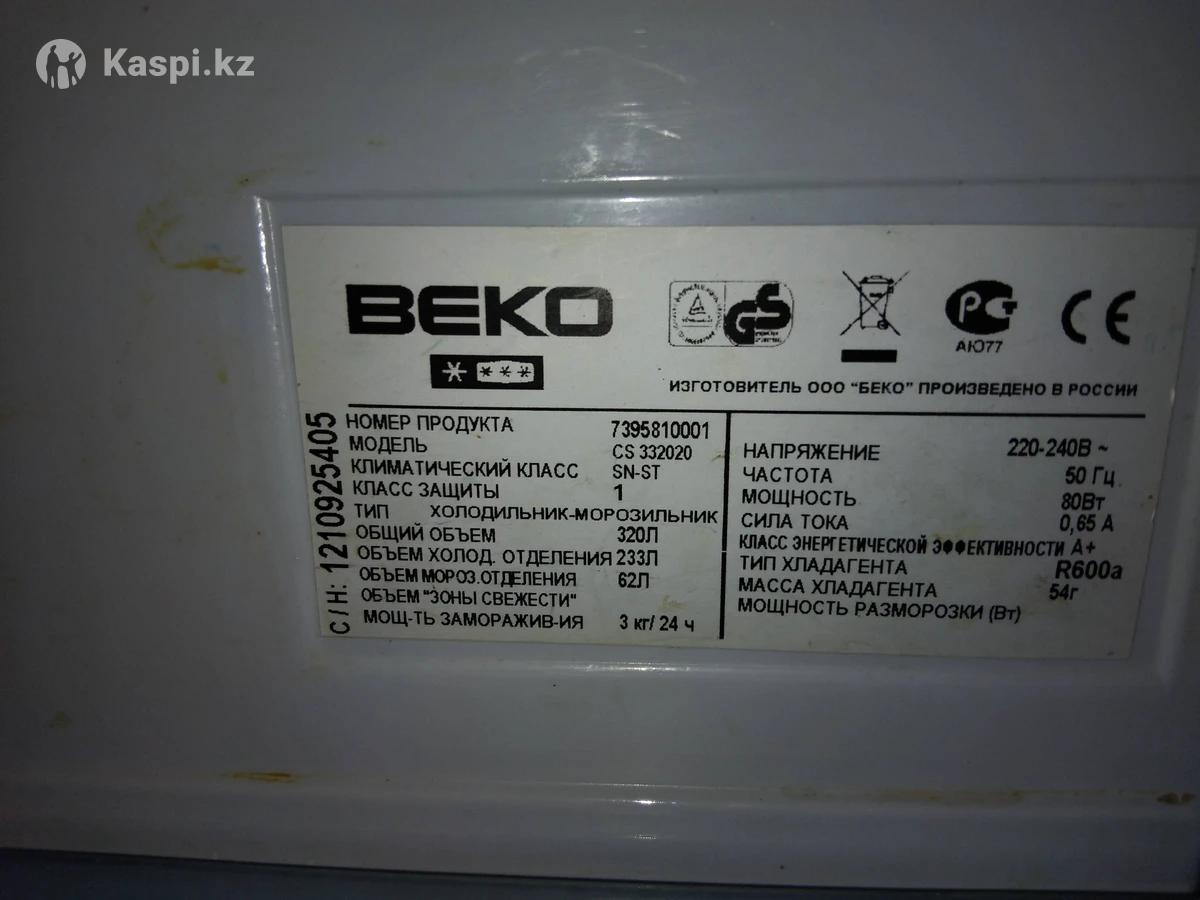 Kaspi.kz
BEKO
GS
РСТ
CE
АЮ77
ИЗГОТОВИТЕЛЬ ООО "БЕКО" ПРОИЗВЕДЕНО В РОССИИ
С / Н: 1210925405
НОМЕР ПРОДУКТА 7395810001
МОДЕЛЬ CS 332020
КЛИМАТИЧЕСКИЙ КЛАСС SN-ST
КЛАСС ЗАЩИТЫ 1
ТИП ХОЛОДИЛЬНИК-МОРОЗИЛЬНИК
ОБЩИЙ ОБЪЕМ 320Л
ОБЪЕМ ХОЛОД. ОТДЕЛЕНИЯ 233Л
ОБЪЕМ МОРОЗ.ОТДЕЛЕНИЯ 62Л
ОБЪЕМ "ЗОНЫ СВЕЖЕСТИ"
МОЩ-ТЬ ЗАМОРАЖИВ-ИЯ 3 кг/ 24 ч
НАПРЯЖЕНИЕ 220-240В ~
ЧАСТОТА 50 Гц
МОЩНОСТЬ 80Вт
СИЛА ТОКА 0,65 А
КЛАСС ЭНЕРГЕТИЧЕСКОЙ ЭФФЕКТИВНОСТИ А+
ТИП ХЛАДАГЕНТА R600a
МАССА ХЛАДАГЕНТА 54г
МОЩНОСТЬ РАЗМОРОЗКИ (Вт)